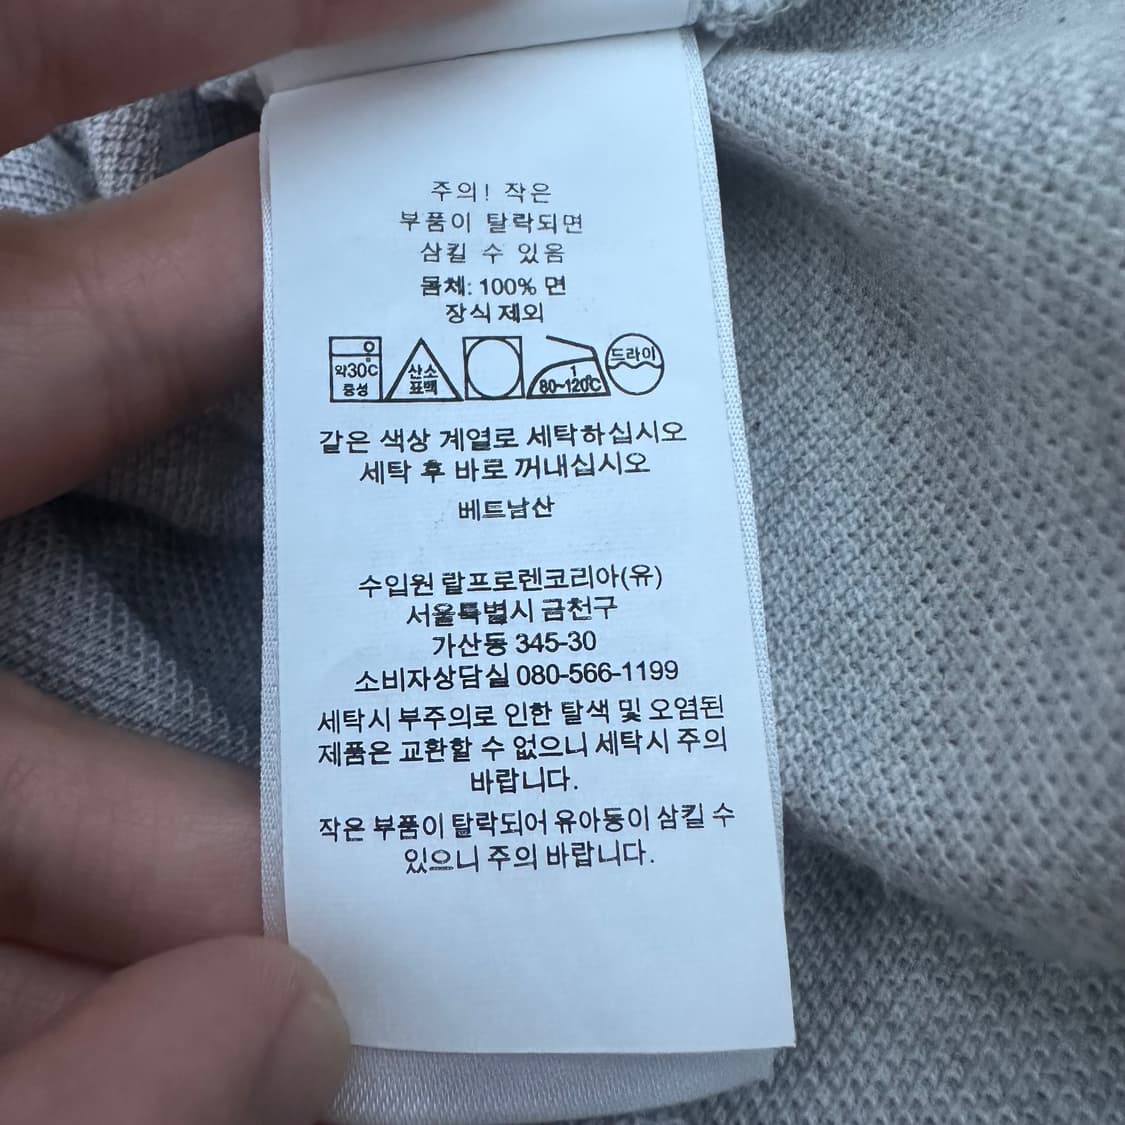 주의! 작은
부품이 탈락되면
삼킬 수 있음
몸체: 100% 면
장식 제외
약30℃
중성
산소
표백
1
80~120℃
드라이
같은 색상 계열로 세탁하십시오
세탁 후 바로 꺼내십시오
베트남산
수입원 랄프로렌코리아(유)
서울특별시 금천구
가산동 345-30
소비자상담실 080-566-1199
세탁시 부주의로 인한 탈색 및 오염된
제품은 교환할 수 없으니 세탁시 주의
바랍니다.
작은 부품이 탈락되어 유아동이 삼킬 수
있으니 주의 바랍니다.